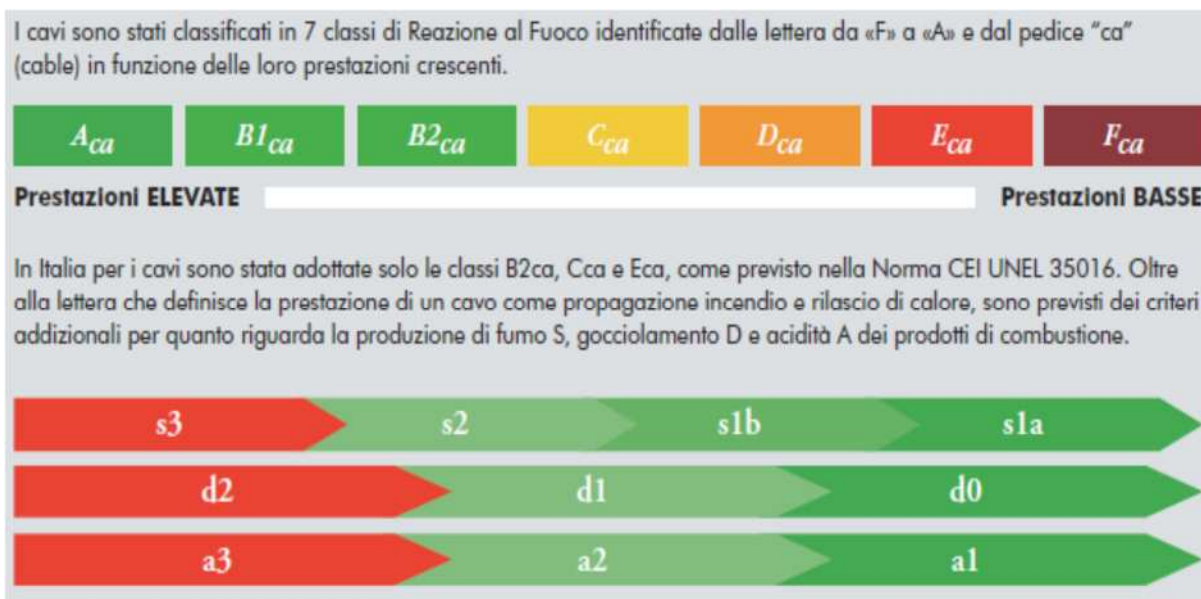 I cavi sono stati classificati in 7 classi di Reazione al Fuoco identificate dalle lettera da «F» a «A» e dal pedice “ca”
(cable) in funzione delle loro prestazioni crescenti.
Aca B1ca B2ca Cca Dca Eca Fca
Prestazioni ELEVATE Prestazioni BASSE
In Italia per i cavi sono stata adottate solo le classi B2ca, Cca e Eca, come previsto nella Norma CEI UNEL 35016. Oltre
alla lettera che definisce la prestazione di un cavo come propagazione incendio e rilascio di calore, sono previsti dei criteri
addizionali per quanto riguarda la produzione di fumo S, gocciolamento D e acidità A dei prodotti di combustione.
s3 s2 s1b s1a
d2 d1 d0
a3 a2 a1